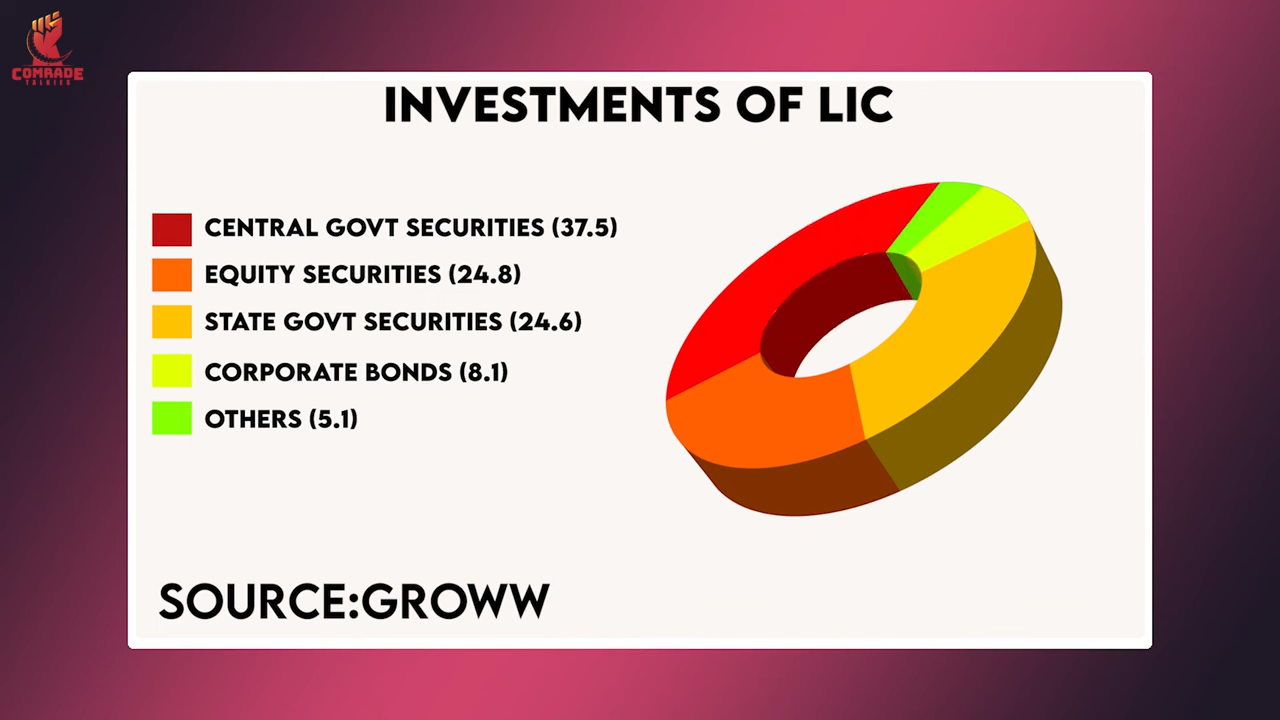 COMRADE
TALKIES
INVESTMENTS OF LIC
CENTRAL GOVT SECURITIES (37.5)
EQUITY SECURITIES (24.8)
STATE GOVT SECURITIES (24.6)
CORPORATE BONDS (8.1)
OTHERS (5.1)
SOURCE:GROWW